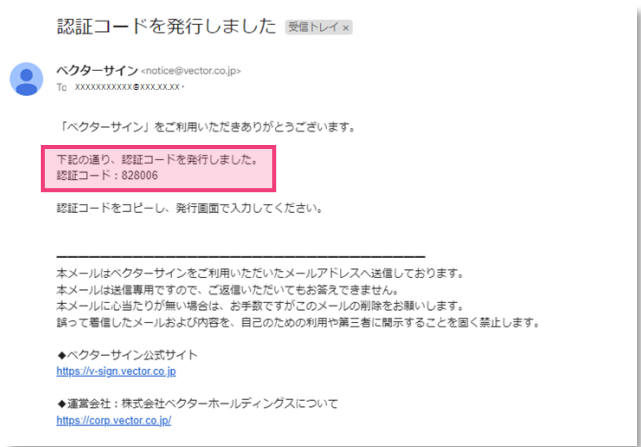 認証コードを発行しました 受信トレイ ×
ベクターサイン <notice@vector.co.jp>
To xxxxxxxxxxx@xxx.xx.xx・
「ベクターサイン」をご利用いただきありがとうございます。
下記の通り、認証コードを発行しました。
認証コード：828006
認証コードをコピーし、発行画面で入力してください。
本メールはベクターサインをご利用いただいたメールアドレスへ送信しております。
本メールは送信専用ですので、ご返信いただいてもお答えできません。
本メールに心当たりが無い場合は、お手数ですがこのメールの削除をお願いします。
誤って着信したメールおよび内容を、自己のための利用や第三者に開示することを固く禁止します。
◆ベクターサイン公式サイト
https://v-sign.vector.co.jp
◆運営会社：株式会社ベクターホールディングスについて
https://corp.vector.co.jp/